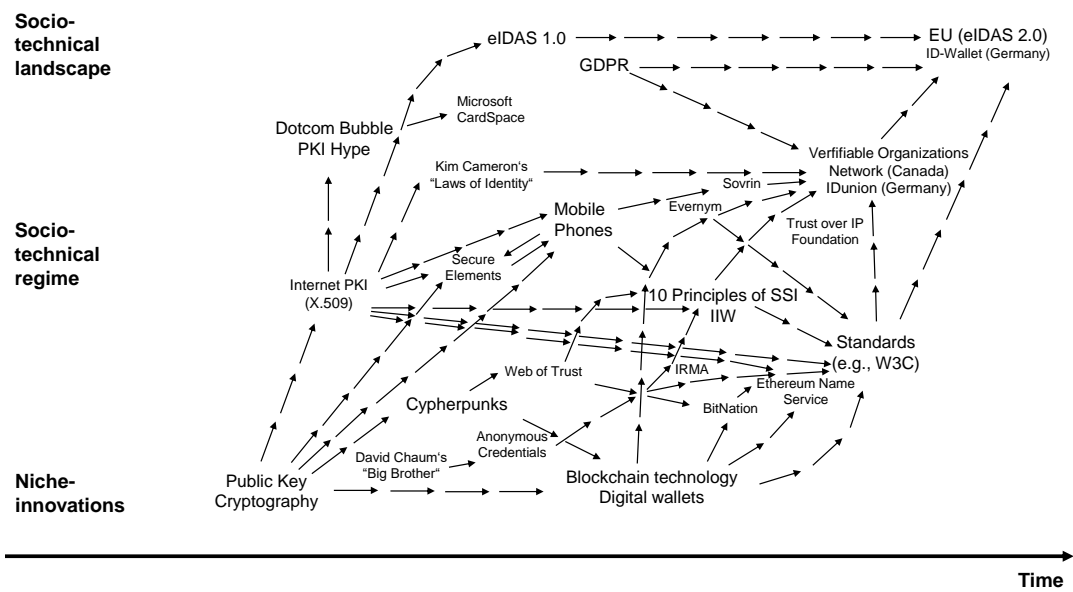 Socio-
technical
landscape
eIDAS 1.0
EU (eIDAS 2.0)
ID-Wallet (Germany)
GDPR
Microsoft
CardSpace
Dotcom Bubble
PKI Hype
Kim Cameron‘s
“Laws of Identity“
Verfifiable Organizations
Network (Canada)
IDunion (Germany)
Sovrin
Evernym
Mobile
Phones
Trust over IP
Foundation
Socio-
technical
regime
Secure
Elements
Internet PKI
(X.509)
10 Principles of SSI
IIW
Standards
(e.g., W3C)
Web of Trust
IRMA
Ethereum Name
Service
Cypherpunks
BitNation
Anonymous
Credentials
David Chaum‘s
“Big Brother“
Niche-
innovations
Public Key
Cryptography
Blockchain technology
Digital wallets
Time